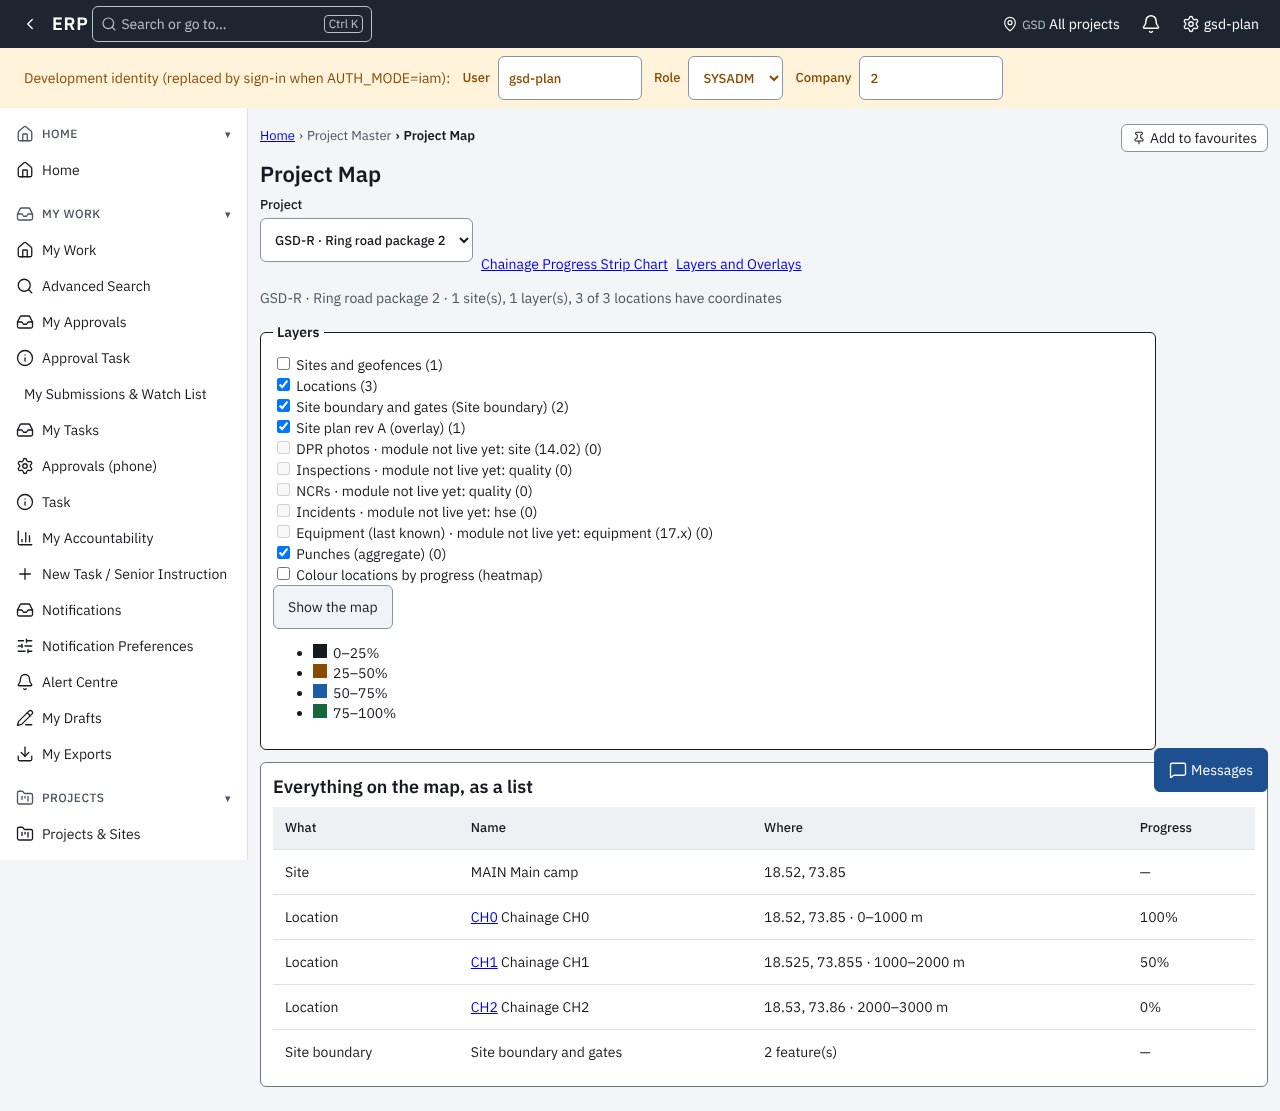 ERP
Search or go to...
Ctrl K
GSD All projects
gsd-plan
Development identity (replaced by sign-in when AUTH_MODE=iam):
User
gsd-plan
Role
SYSADM
Company
2
HOME
Home
MY WORK
My Work
Advanced Search
My Approvals
Approval Task
My Submissions & Watch List
My Tasks
Approvals (phone)
Task
My Accountability
New Task / Senior Instruction
Notifications
Notification Preferences
Alert Centre
My Drafts
My Exports
PROJECTS
Projects & Sites
Home › Project Master › Project Map
Add to favourites
Project Map
Project
GSD-R · Ring road package 2
Chainage Progress Strip Chart
Layers and Overlays
GSD-R · Ring road package 2 · 1 site(s), 1 layer(s), 3 of 3 locations have coordinates
Layers
Sites and geofences (1)
Locations (3)
Site boundary and gates (Site boundary) (2)
Site plan rev A (overlay) (1)
DPR photos · module not live yet: site (14.02) (0)
Inspections · module not live yet: quality (0)
NCRs · module not live yet: quality (0)
Incidents · module not live yet: hse (0)
Equipment (last known) · module not live yet: equipment (17.x) (0)
Punches (aggregate) (0)
Colour locations by progress (heatmap)
Show the map
0–25%
25–50%
50–75%
75–100%
Messages
Everything on the map, as a list
What Name Where Progress
Site MAIN Main camp 18.52, 73.85 —
Location CH0 Chainage CH0 18.52, 73.85 · 0–1000 m 100%
Location CH1 Chainage CH1 18.525, 73.855 · 1000–2000 m 50%
Location CH2 Chainage CH2 18.53, 73.86 · 2000–3000 m 0%
Site boundary Site boundary and gates 2 feature(s) —